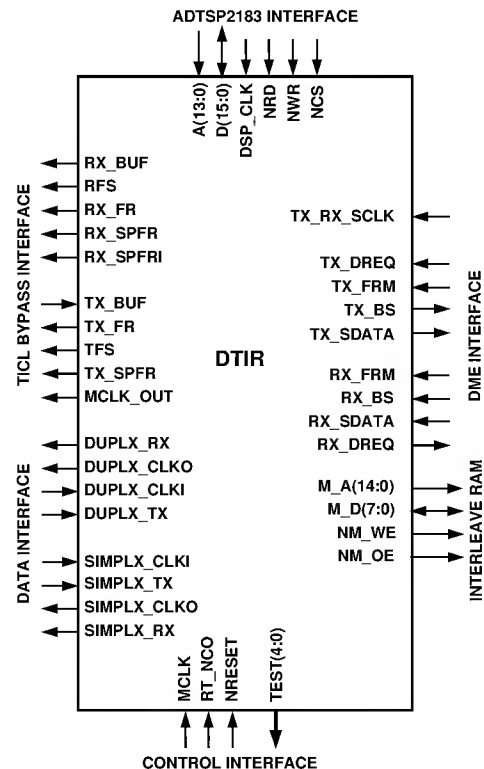 ADTSP2183 INTERFACE
A(13:0)
D(15:0)
DSP_CLK
NRD
NWR
NCS
TICL BYPASS INTERFACE
RX_BUF
RFS
RX_FR
RX_SPFR
RX_SPFRI
TX_BUF
TX_FR
TFS
TX_SPFR
MCLK_OUT
DATA INTERFACE
DUPLX_RX
DUPLX_CLKO
DUPLX_CLKI
DUPLX_TX
SIMPLX_CLKI
SIMPLX_TX
SIMPLX_CLKO
SIMPLX_RX
DTIR
TX_RX_SCLK
TX_DREQ
TX_FRM
TX_BS
TX_SDATA
RX_FRM
RX_BS
RX_SDATA
RX_DREQ
DME INTERFACE
M_A(14:0)
M_D(7:0)
NM_WE
NM_OE
INTERLEAVE RAM
MCLK
RT_NCO
NRESET
TEST(4:0)
CONTROL INTERFACE